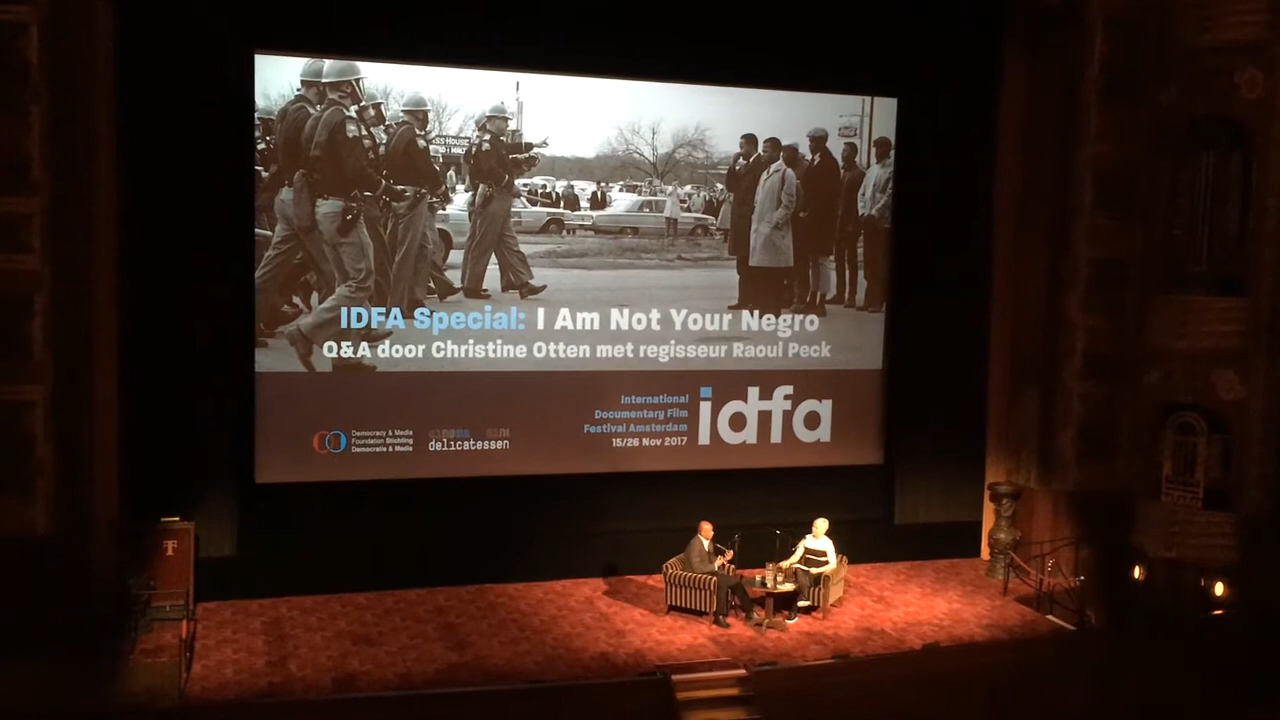 IDFA Special: I Am Not Your Negro
Q&A door Christine Otten met regisseur Raoul Peck
International
Documentary Film
Festival Amsterdam
15/26 Nov 2017
idfa
Democracy & Media
Foundation Stichting
Democratie & Media
delicatessen